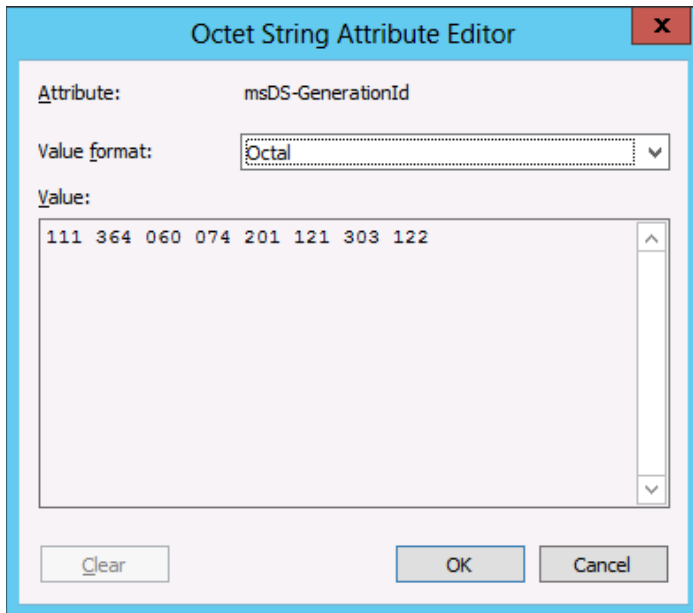 Octet String Attribute Editor
x
Attribute: msDS-GenerationId
Value format: Octal
Value:
111 364 060 074 201 121 303 122
Clear OK Cancel